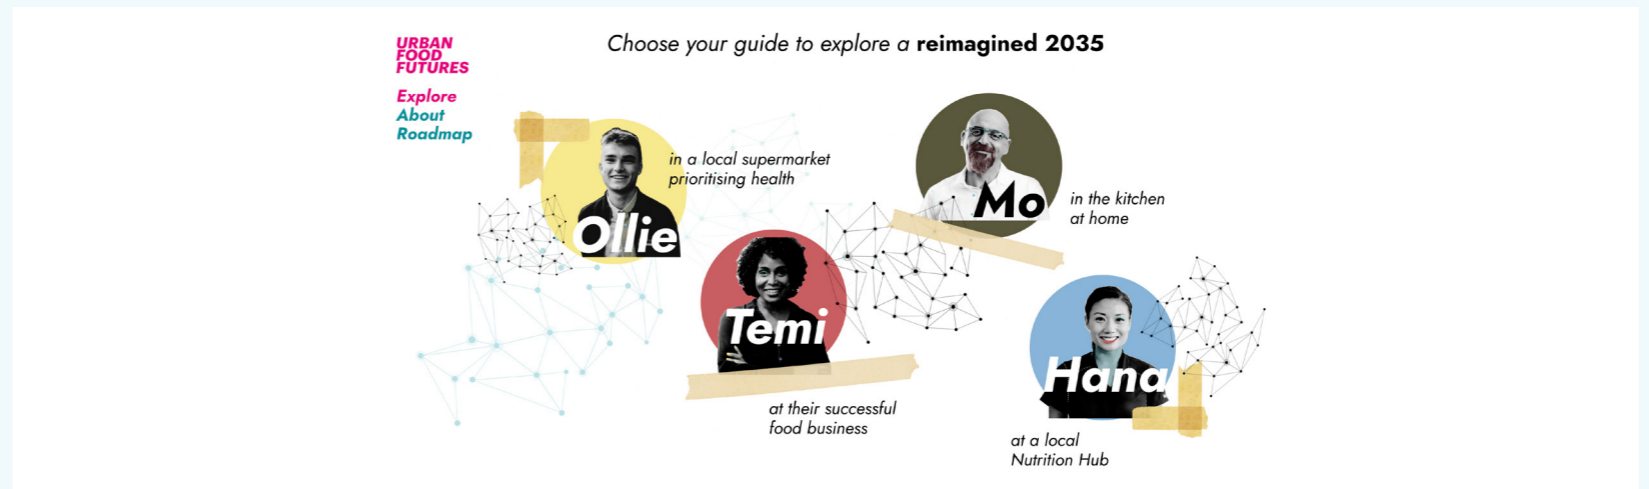 URBAN
FOOD
FUTURES
Explore
About
Roadmap
Choose your guide to explore a reimagined 2035
Ollie
in a local supermarket
prioritising health
Mo
in the kitchen
at home
Temi
at their successful
food business
Hana
at a local
Nutrition Hub